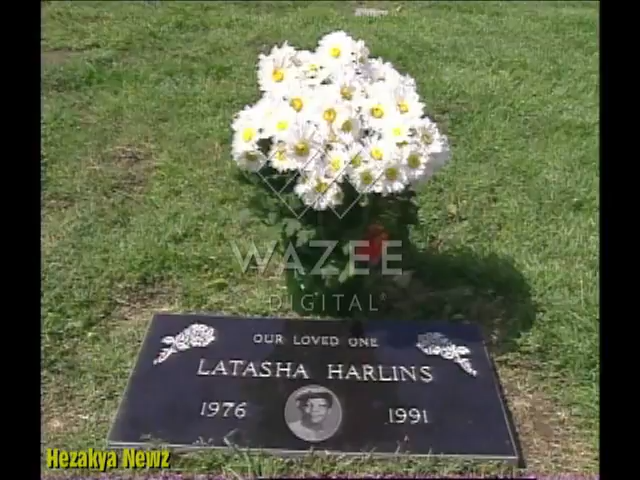 WAZEE
DIGITAL®
OUR LOVED ONE
LATASHA HARLINS
1976 1991
Hezakya Newz